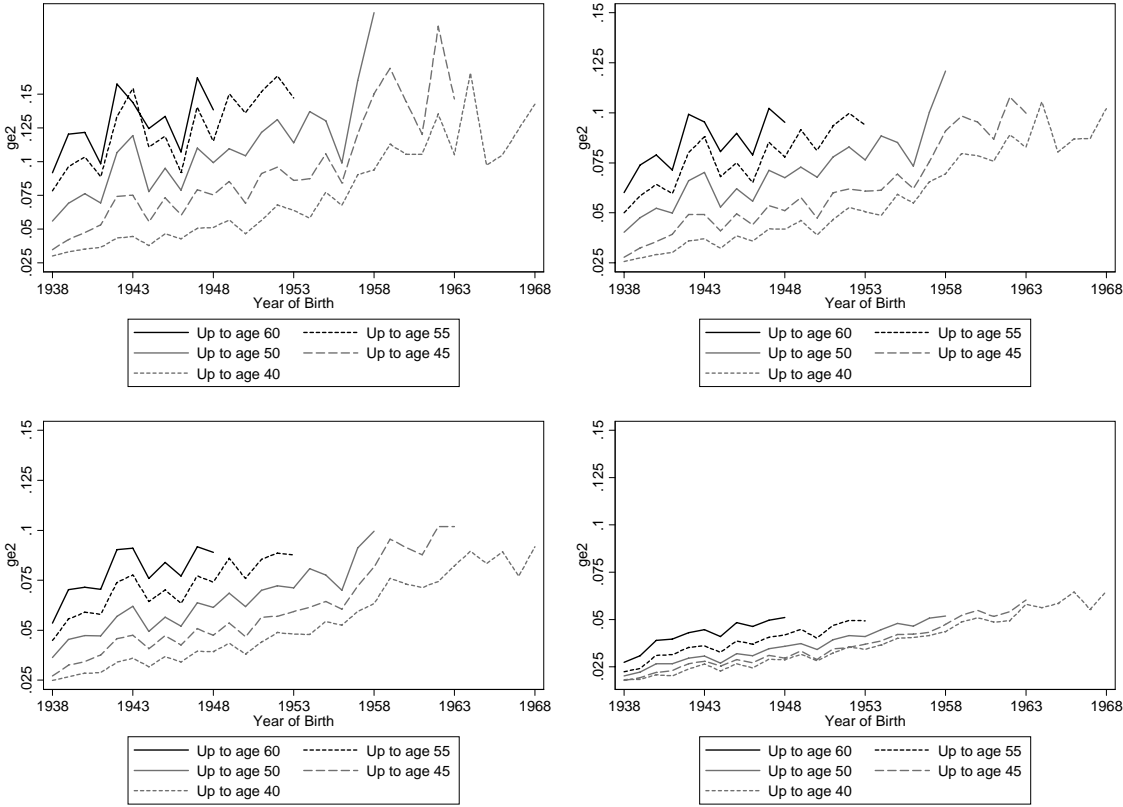 ge2
.025 .05 .075 .1 .125 .15
1938 1943 1948 1953 1958 1963 1968
Year of Birth
Up to age 60 Up to age 55
Up to age 50 Up to age 45
Up to age 40
ge2
.025 .05 .075 .1 .125 .15
1938 1943 1948 1953 1958 1963 1968
Year of Birth
Up to age 60 Up to age 55
Up to age 50 Up to age 45
Up to age 40
ge2
.025 .05 .075 .1 .125 .15
1938 1943 1948 1953 1958 1963 1968
Year of Birth
Up to age 60 Up to age 55
Up to age 50 Up to age 45
Up to age 40
ge2
.025 .05 .075 .1 .125 .15
1938 1943 1948 1953 1958 1963 1968
Year of Birth
Up to age 60 Up to age 55
Up to age 50 Up to age 45
Up to age 40